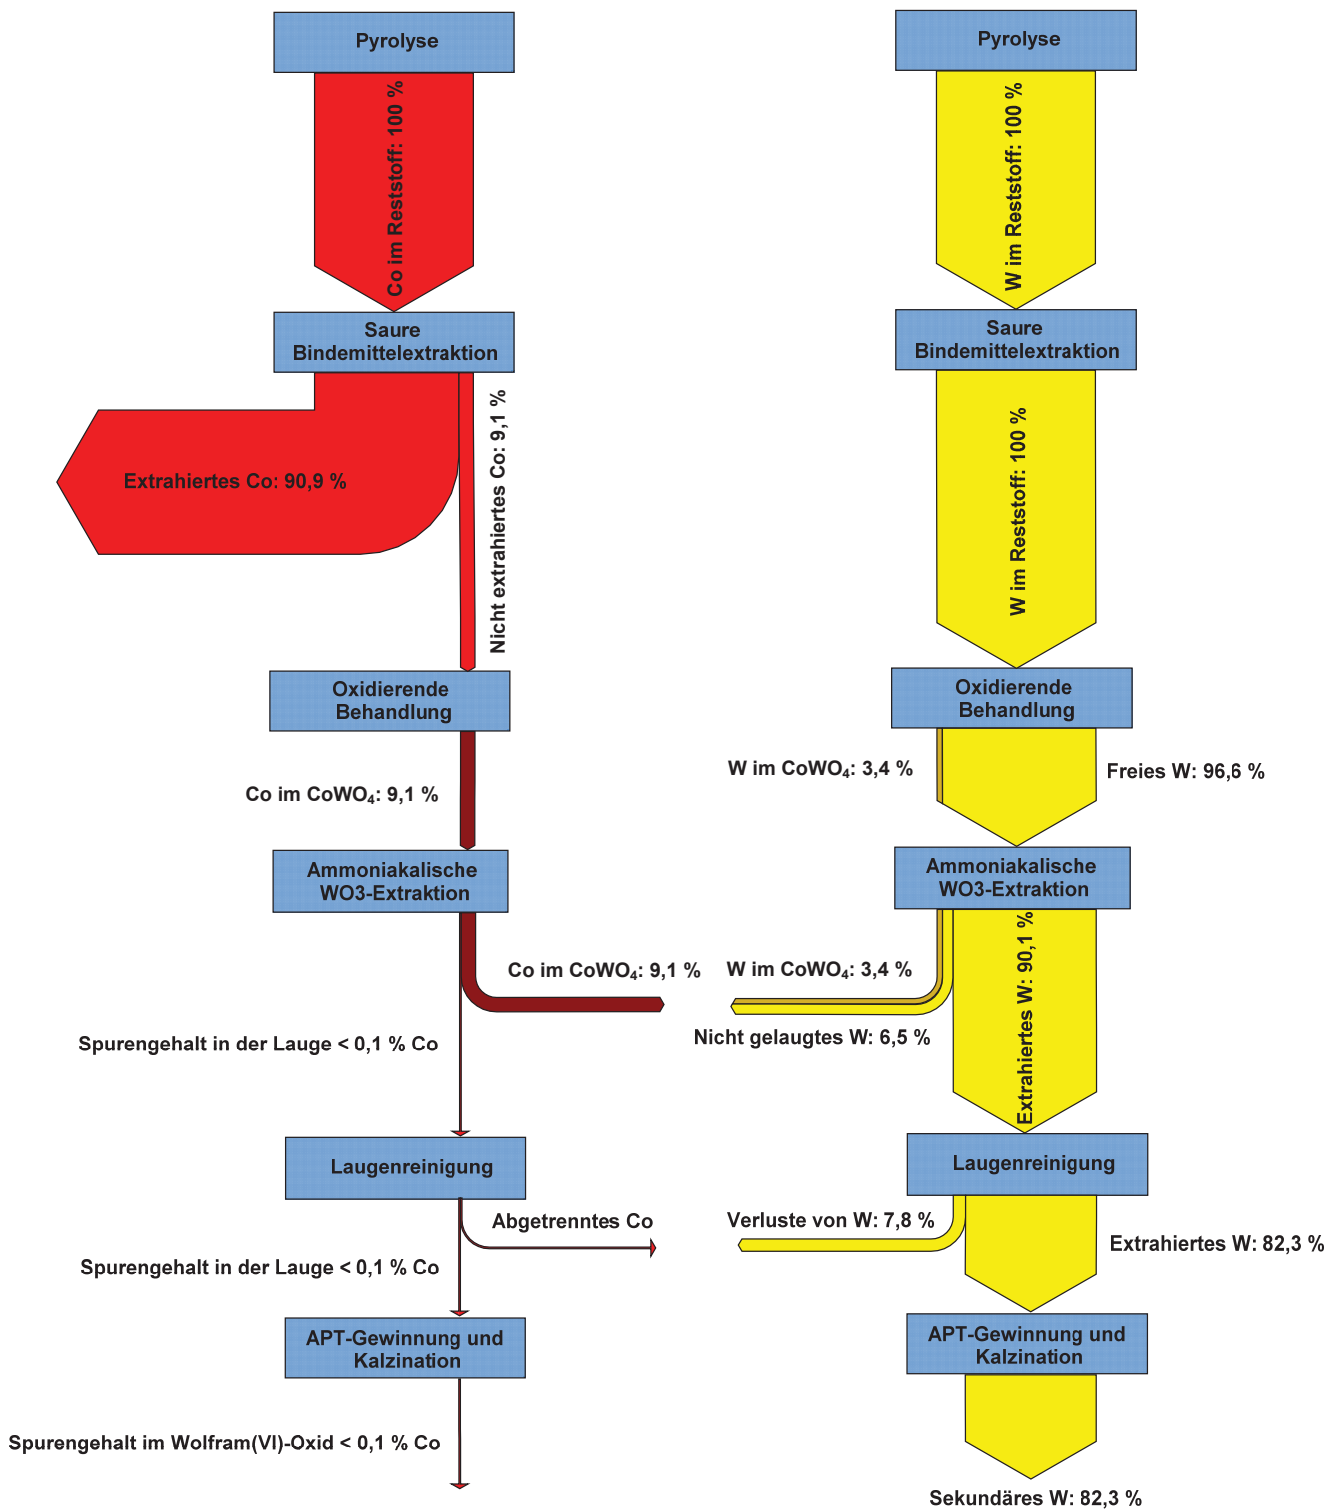 Pyrolyse
Co im Reststoff: 100 %
Saure
Bindemittelextraktion
Extrahiertes Co: 90,9 %
Nicht extrahiertes Co: 9,1 %
Oxidierende
Behandlung
Co im CoWO₄: 9,1 %
Ammoniakalische
WO3-Extraktion
Co im CoWO₄: 9,1 %
Spurengehalt in der Lauge < 0,1 % Co
Laugenreinigung
Abgetrenntes Co
Spurengehalt in der Lauge < 0,1 % Co
APT-Gewinnung und
Kalzination
Spurengehalt im Wolfram(VI)-Oxid < 0,1 % Co
Pyrolyse
W im Reststoff: 100 %
Saure
Bindemittelextraktion
W im Reststoff: 100 %
Oxidierende
Behandlung
W im CoWO₄: 3,4 %
Freies W: 96,6 %
Ammoniakalische
WO3-Extraktion
W im CoWO₄: 3,4 %
Nicht gelaugtes W: 6,5 %
Extrahiertes W: 90,1 %
Laugenreinigung
Verluste von W: 7,8 %
Extrahiertes W: 82,3 %
APT-Gewinnung und
Kalzination
Sekundäres W: 82,3 %